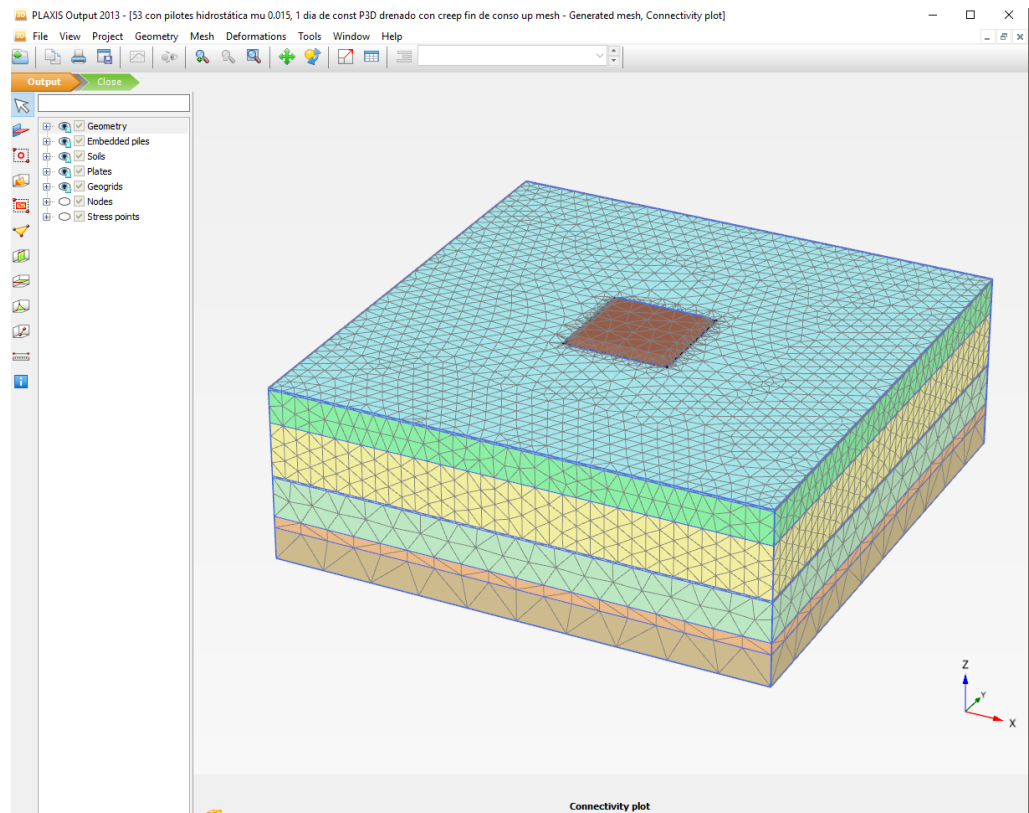 PLAXIS Output 2013 - [53 con pilotes hidrostática mu 0.015, 1 dia de const P3D drenado con creep fin de conso up mesh - Generated mesh, Connectivity plot]
File View Project Geometry Mesh Deformations Tools Window Help
Output Close
Geometry
Embedded piles
Soils
Plates
Geogrids
Nodes
Stress points
Z
Y
X
Connectivity plot